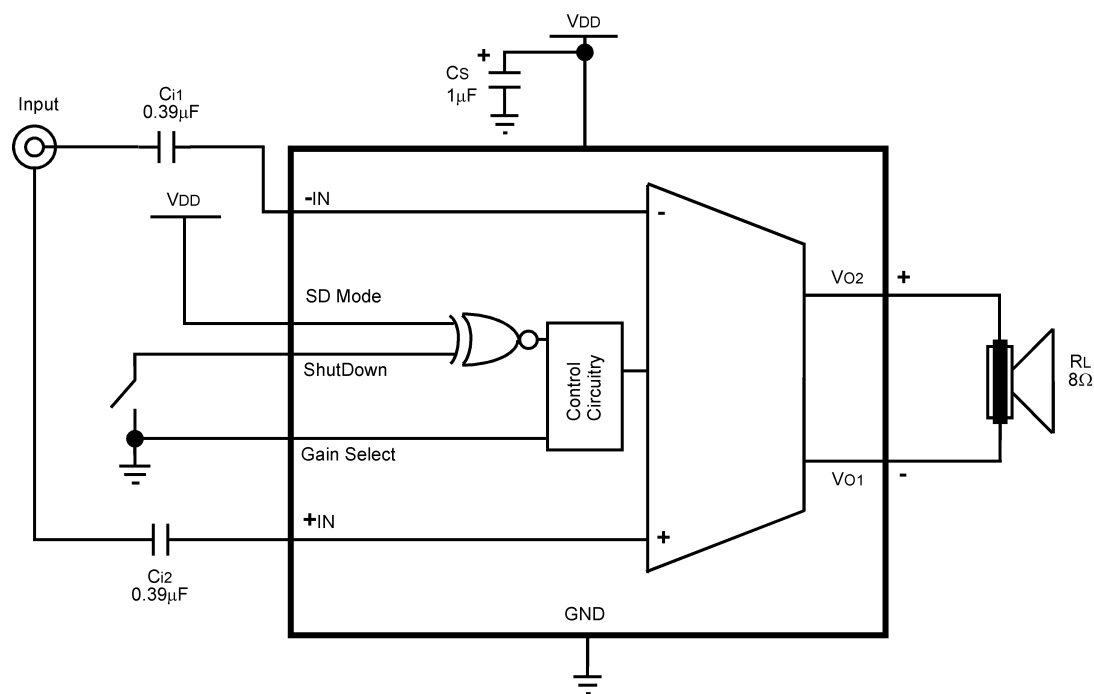 VDD
+
CS
1µF
Input
Ci1
0.39µF
-IN
-
VDD
SD Mode
ShutDown
Control
Circuitry
Gain Select
+IN
+
VO2
+
RL
8Ω
VO1
-
Ci2
0.39µF
GND